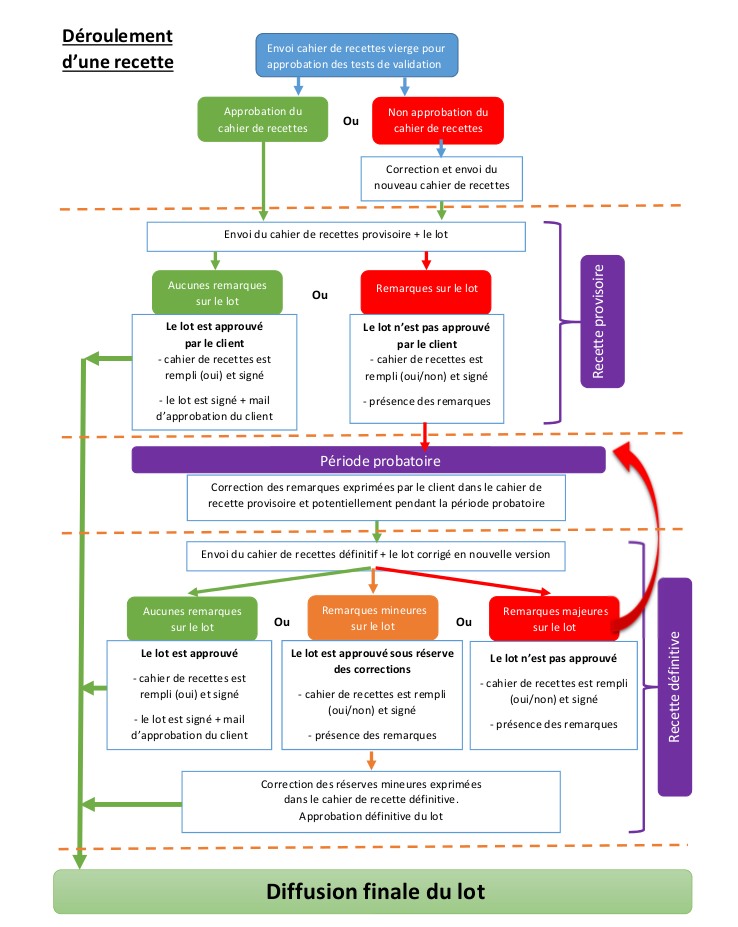 Déroulement
d'une recette
Envoi cahier de recettes vierge pour
approbation des tests de validation
Approbation du
cahier de recettes
Ou
Non approbation du
cahier de recettes
Correction et envoi du
nouveau cahier de recettes
Envoi du cahier de recettes provisoire + le lot
Aucunes remarques
sur le lot
Ou
Remarques sur le lot
Le lot est approuvé
par le client
- cahier de recettes est
rempli (oui) et signé
- le lot est signé + mail
d'approbation du client
Le lot n'est pas approuvé
par le client
- cahier de recettes est
rempli (oui/non) et signé
- présence des remarques
Recette provisoire
Période probatoire
Correction des remarques exprimées par le client dans le cahier de
recette provisoire et potentiellement pendant la période probatoire
Envoi du cahier de recettes définitif + le lot corrigé en nouvelle version
Aucunes remarques
sur le lot
Ou
Remarques mineures
sur le lot
Ou
Remarques majeures
sur le lot
Le lot est approuvé
- cahier de recettes est
rempli (oui) et signé
- le lot est signé + mail
d'approbation du client
Le lot est approuvé sous réserve
des corrections
- cahier de recettes est rempli
(oui/non) et signé
- présence des remarques
Le lot n'est pas approuvé
- cahier de recettes est rempli
(oui/non) et signé
- présence des remarques
Recette définitive
Correction des réserves mineures exprimées
dans le cahier de recette définitive.
Approbation définitive du lot
Diffusion finale du lot